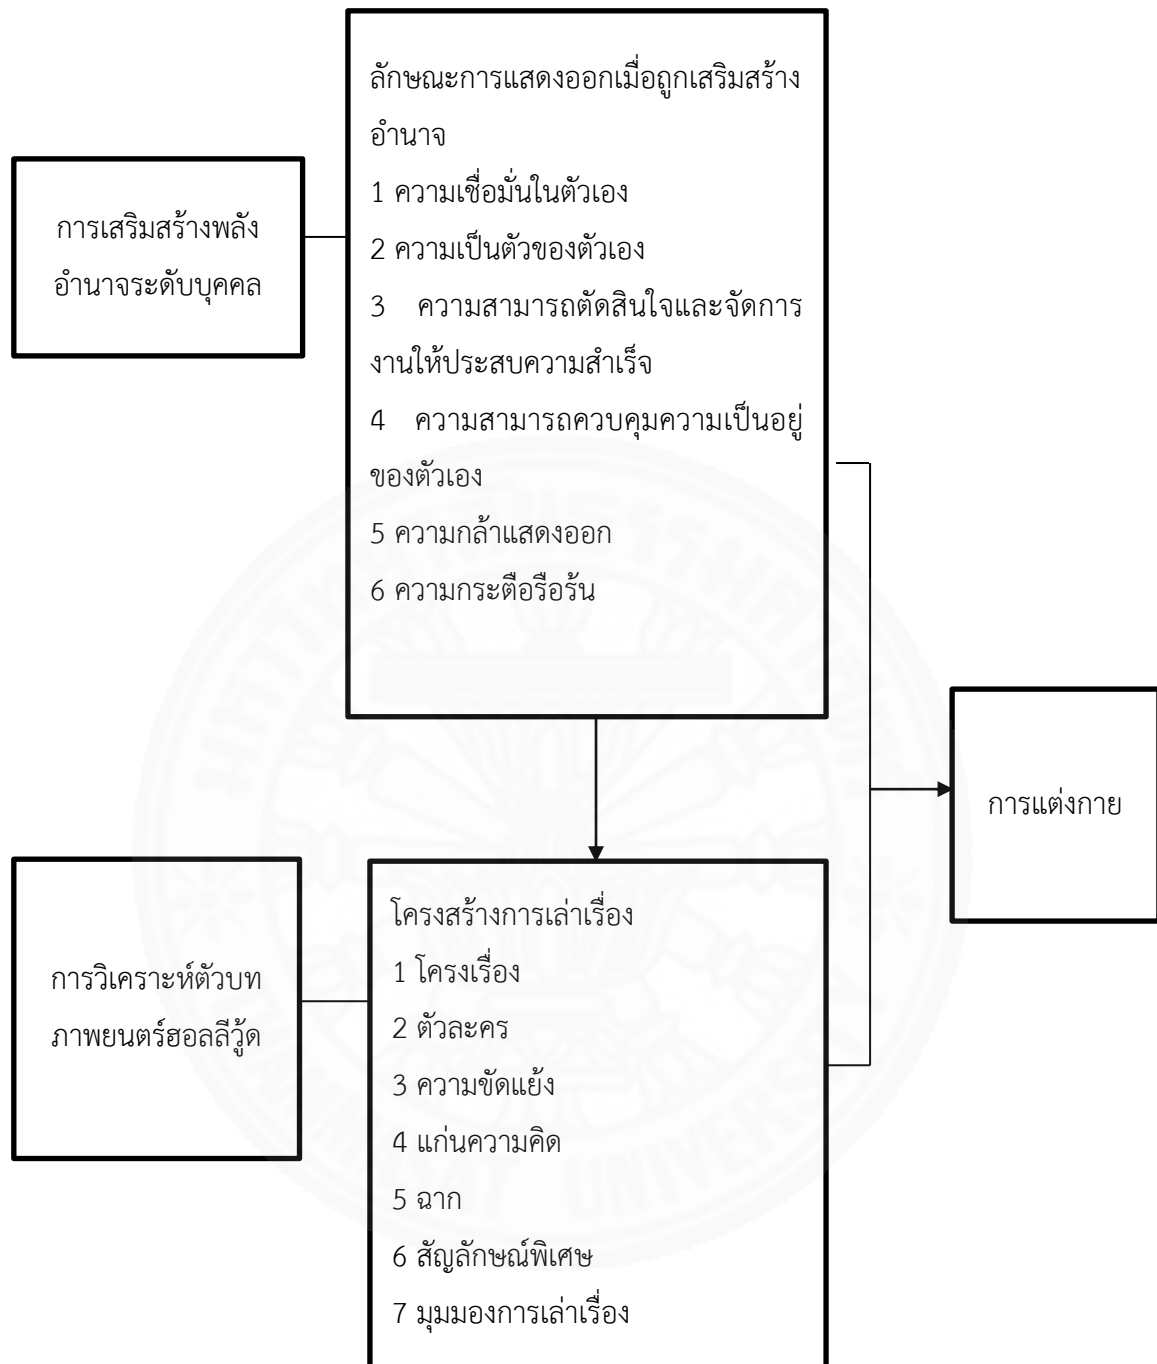 การเสริมสร้างพลัง
อำนาจระดับบุคคล
ลักษณะการแสดงออกเมื่อถูกเสริมสร้าง
อำนาจ
1 ความเชื่อมั่นในตัวเอง
2 ความเป็นตัวของตัวเอง
3 ความสามารถตัดสินใจและจัดการ
งานให้ประสบความสำเร็จ
4 ความสามารถควบคุมความเป็นอยู่
ของตัวเอง
5 ความกล้าแสดงออก
6 ความกระตือรือร้น
การวิเคราะห์ตัวบท
ภาพยนตร์ฮอลลีวู้ด
โครงสร้างการเล่าเรื่อง
1 โครงเรื่อง
2 ตัวละคร
3 ความขัดแย้ง
4 แก่นความคิด
5 ฉาก
6 สัญลักษณ์พิเศษ
7 มุมมองการเล่าเรื่อง
การแต่งกาย